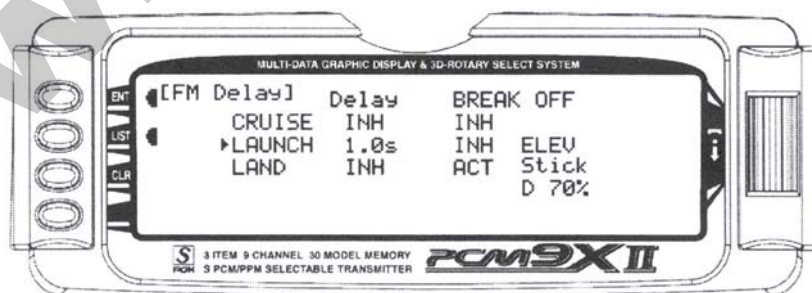 MULTI-DATA GRAPHIC DISPLAY & 3D-ROTARY SELECT SYSTEM
ENT
LIST
CLR
[FM Delay] Delay BREAK OFF
CRUISE INH INH
LAUNCH 1.0s INH ELEV
LAND INH ACT Stick
D 70%
S PCM 3 ITEM 9 CHANNEL 30 MODEL MEMORY
S PCM/PPM SELECTABLE TRANSMITTER
PCM9X II